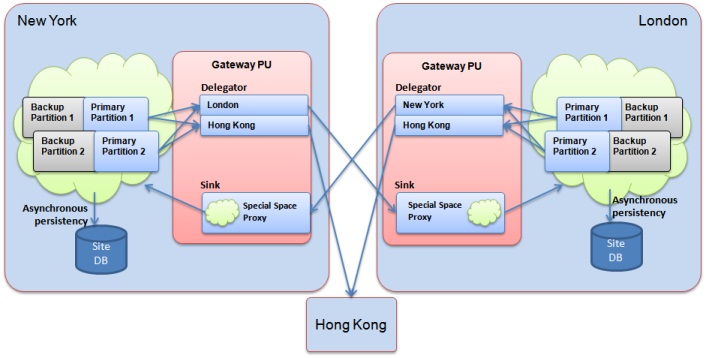 New York
Gateway PU
Delegator
London
Hong Kong
Backup
Partition 1
Primary
Partition 1
Backup
Partition 2
Primary
Partition 2
Sink
Special Space
Proxy
Asynchronous
persistency
Site
DB
London
Gateway PU
Delegator
New York
Hong Kong
Primary
Partition 1
Backup
Partition 1
Primary
Partition 2
Backup
Partition 2
Sink
Special Space
Proxy
Asynchronous
persistency
Site
DB
Hong Kong